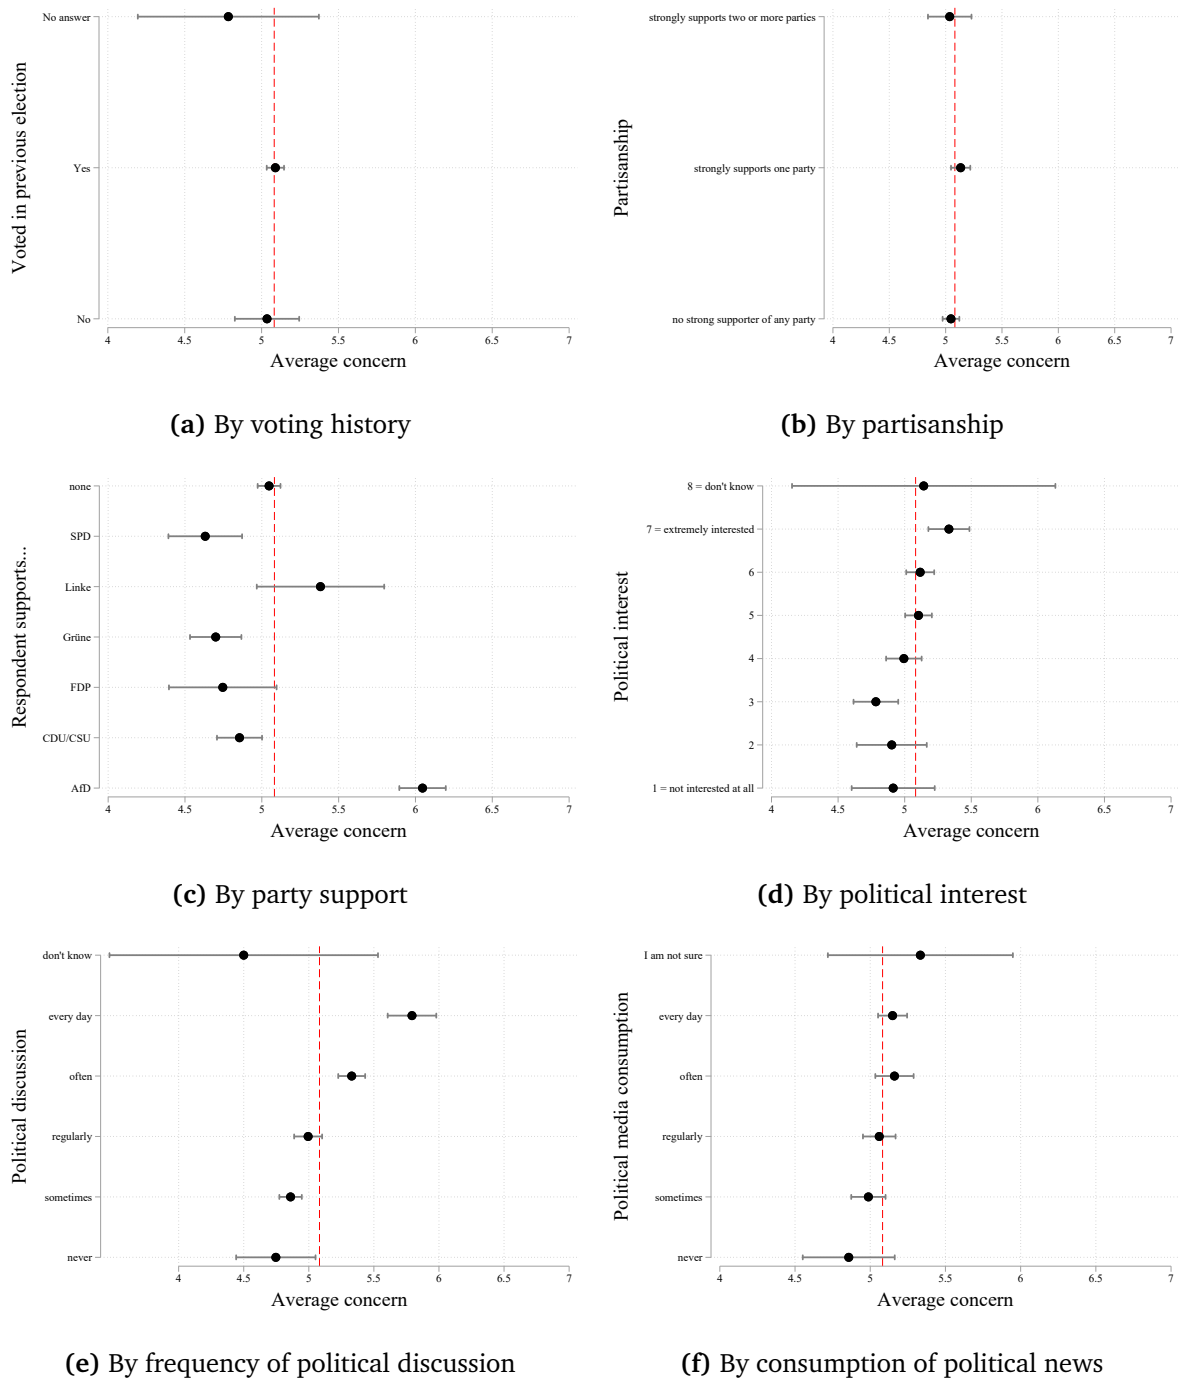 Voted in previous election
No answer
Yes
No
4 4.5 5 5.5 6 6.5 7
Average concern
(a) By voting history
Partisanship
strongly supports two or more parties
strongly supports one party
no strong supporter of any party
4 4.5 5 5.5 6 6.5 7
Average concern
(b) By partisanship
Respondent supports...
none
SPD
Linke
Grüne
FDP
CDU/CSU
AfD
4 4.5 5 5.5 6 6.5 7
Average concern
(c) By party support
Political interest
8 = don't know
7 = extremely interested
6
5
4
3
2
1 = not interested at all
4 4.5 5 5.5 6 6.5 7
Average concern
(d) By political interest
Political discussion
don't know
every day
often
regularly
sometimes
never
4 4.5 5 5.5 6 6.5 7
Average concern
(e) By frequency of political discussion
Political media consumption
I am not sure
every day
often
regularly
sometimes
never
4 4.5 5 5.5 6 6.5 7
Average concern
(f) By consumption of political news